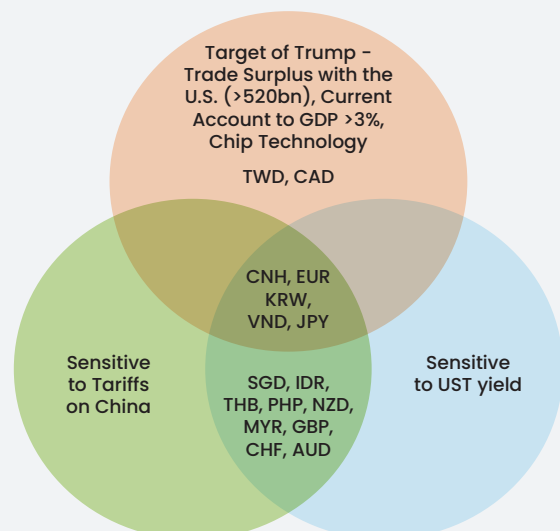 Target of Trump -
Trade Surplus with the
U.S. (>520bn), Current
Account to GDP >3%,
Chip Technology
TWD, CAD
CNH, EUR
KRW,
VND, JPY
Sensitive
to Tariffs
on China
SGD, IDR,
THB, PHP, NZD,
MYR, GBP,
CHF, AUD
Sensitive
to UST yield